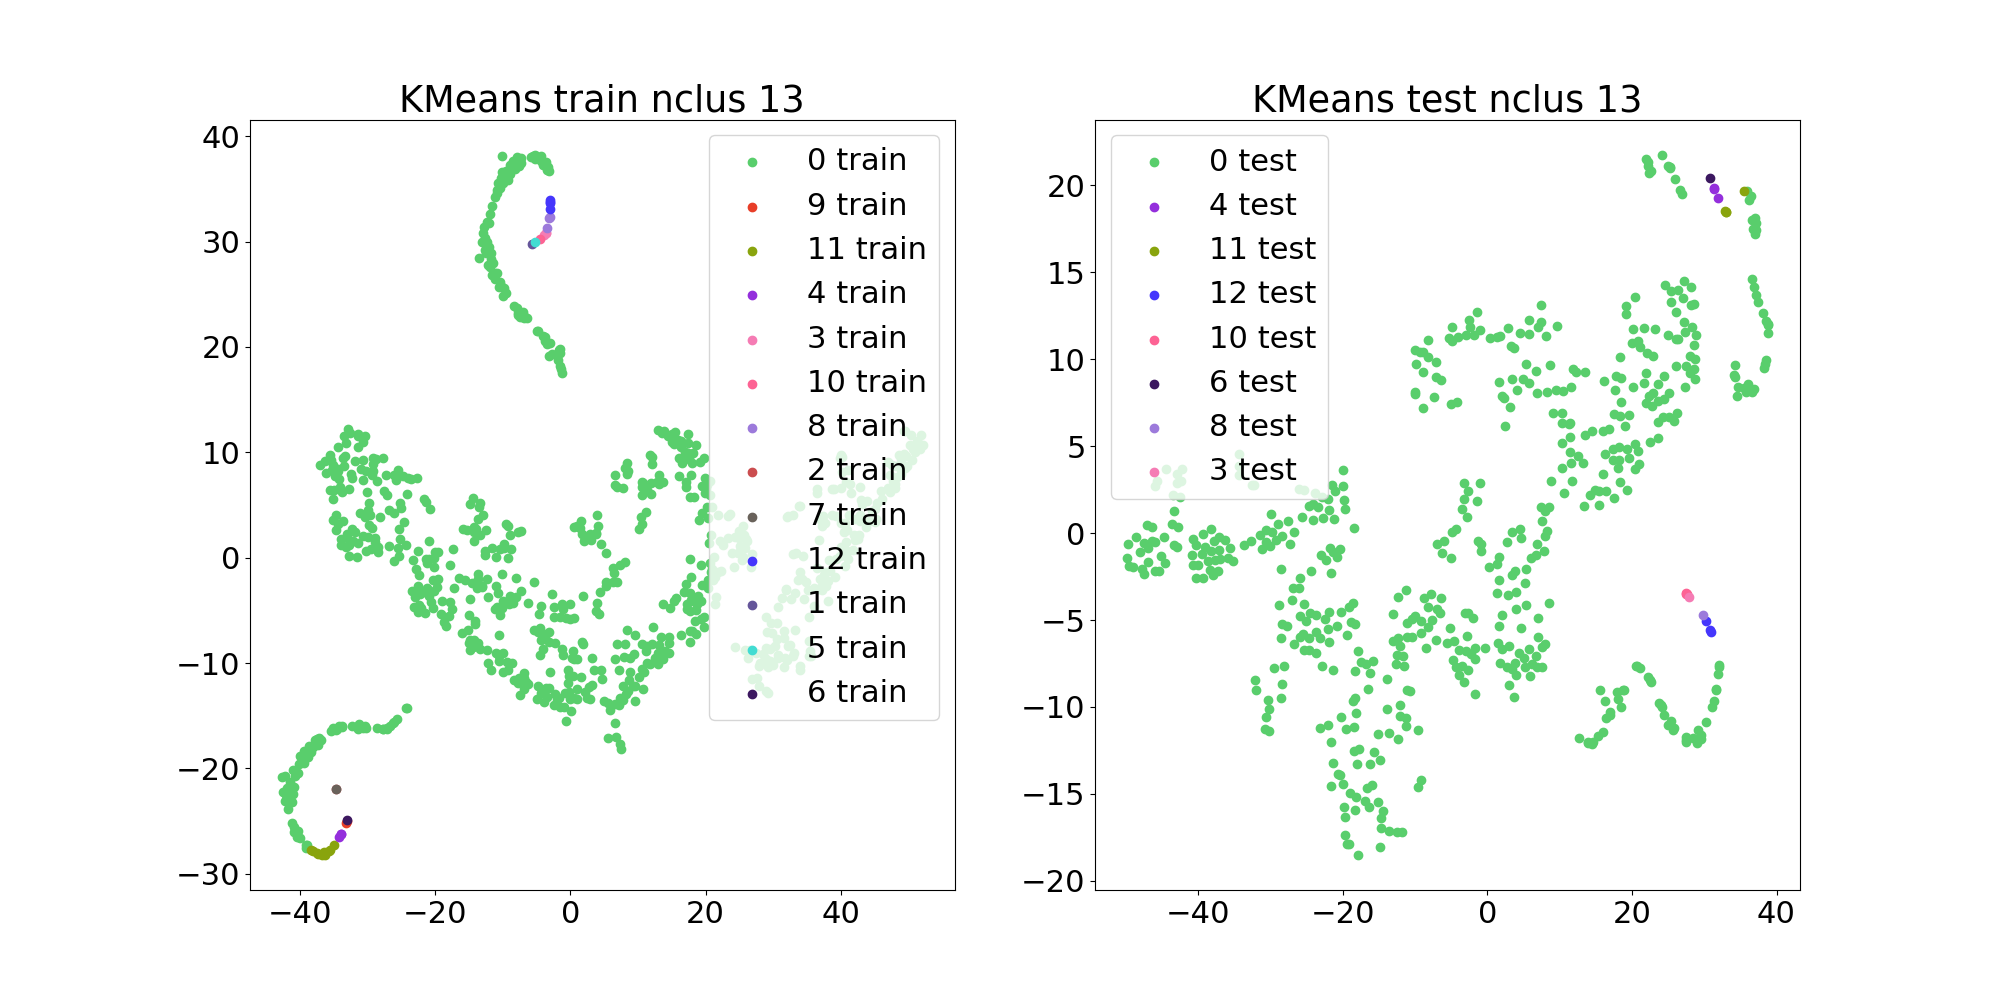 KMeans train nclus 13
40
30
20
10
0
−10
−20
−30
−40
−20
0
20
40
0 train
9 train
11 train
4 train
3 train
10 train
8 train
2 train
7 train
12 train
1 train
5 train
6 train
KMeans test nclus 13
20
15
10
5
0
−5
−10
−15
−20
−40
−20
0
20
40
0 test
4 test
11 test
12 test
10 test
6 test
8 test
3 test